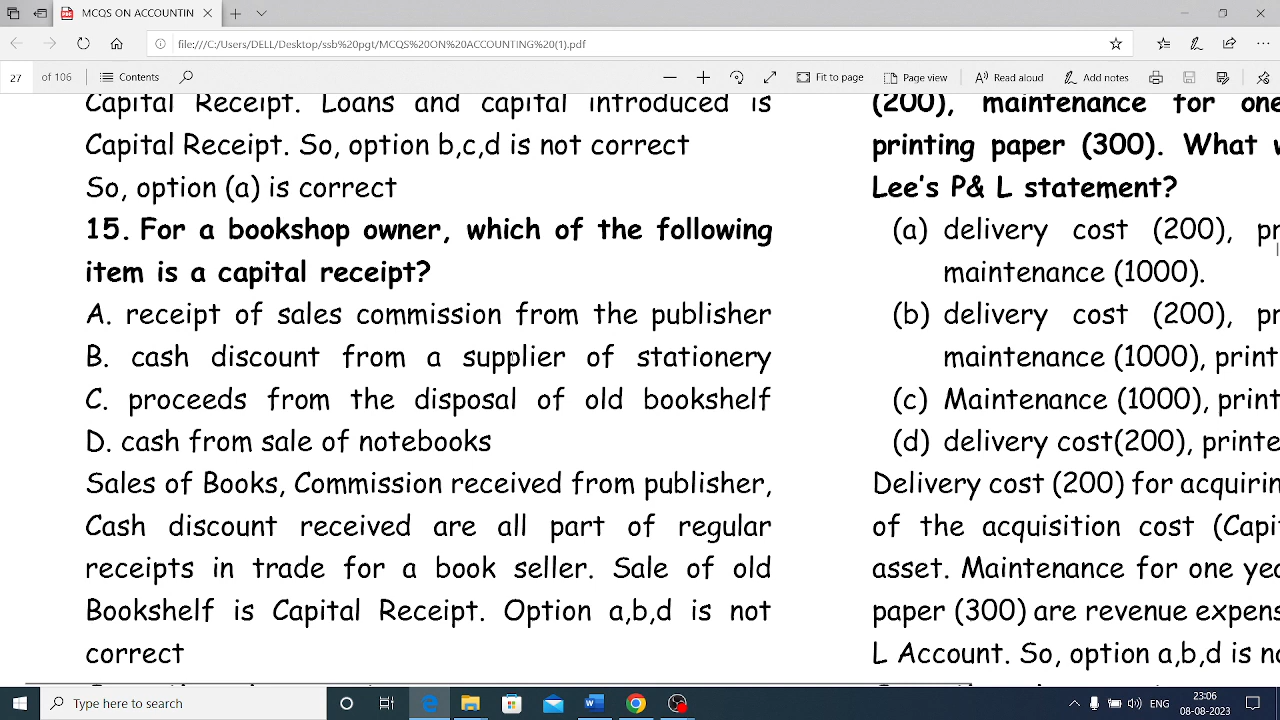 MCQS ON ACCOUNTIN
file:///C:/Users/DELL/Desktop/ssb%20pgt/MCQS%20ON%20ACCOUNTING%20(1).pdf
27 of 106 Contents Fit to page Page view Read aloud Add notes
Capital Receipt. Loans and capital introduced is
Capital Receipt. So, option b,c,d is not correct
So, option (a) is correct
15. For a bookshop owner, which of the following
item is a capital receipt?
A. receipt of sales commission from the publisher
B. cash discount from a supplier of stationery
C. proceeds from the disposal of old bookshelf
D. cash from sale of notebooks
Sales of Books, Commission received from publisher,
Cash discount received are all part of regular
receipts in trade for a book seller. Sale of old
Bookshelf is Capital Receipt. Option a,b,d is not
correct
(200), maintenance for one
printing paper (300). What
Lee's P& L statement?
(a) delivery cost (200),
maintenance (1000).
(b) delivery cost (200),
maintenance (1000), print
(c) Maintenance (1000), print
(d) delivery cost(200), printe
Delivery cost (200) for acquirin
of the acquisition cost (Capi
asset. Maintenance for one yea
paper (300) are revenue expens
L Account. So, option a,b,d is
Type here to search
ENG
23:06
08-08-2023